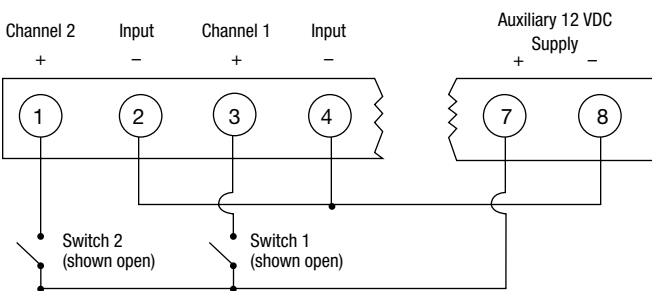 Channel 2 Input Channel 1 Input Auxiliary 12 VDC
Supply
+ – + – + –
1 2 3 4 7 8
Switch 2 Switch 1
(shown open) (shown open)